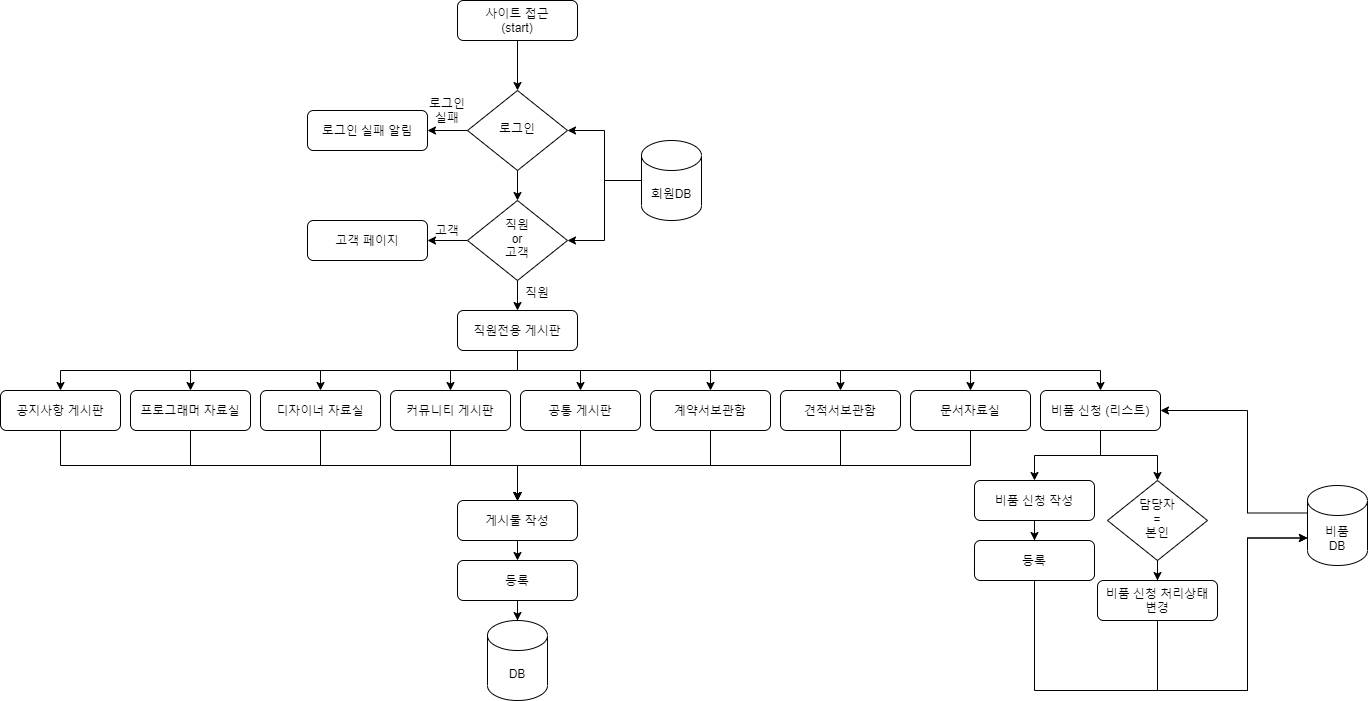 사이트 접근
(start)
로그인
실패
로그인 실패 알림
로그인
회원DB
고객 페이지
고객
직원
or
고객
직원
직원전용 게시판
공지사항 게시판
프로그래머 자료실
디자이너 자료실
커뮤니티 게시판
공통 게시판
계약서보관함
견적서보관함
문서자료실
비품 신청 (리스트)
게시물 작성
등록
DB
비품 신청 작성
등록
담당자
=
본인
비품 신청 처리상태
변경
비품
DB